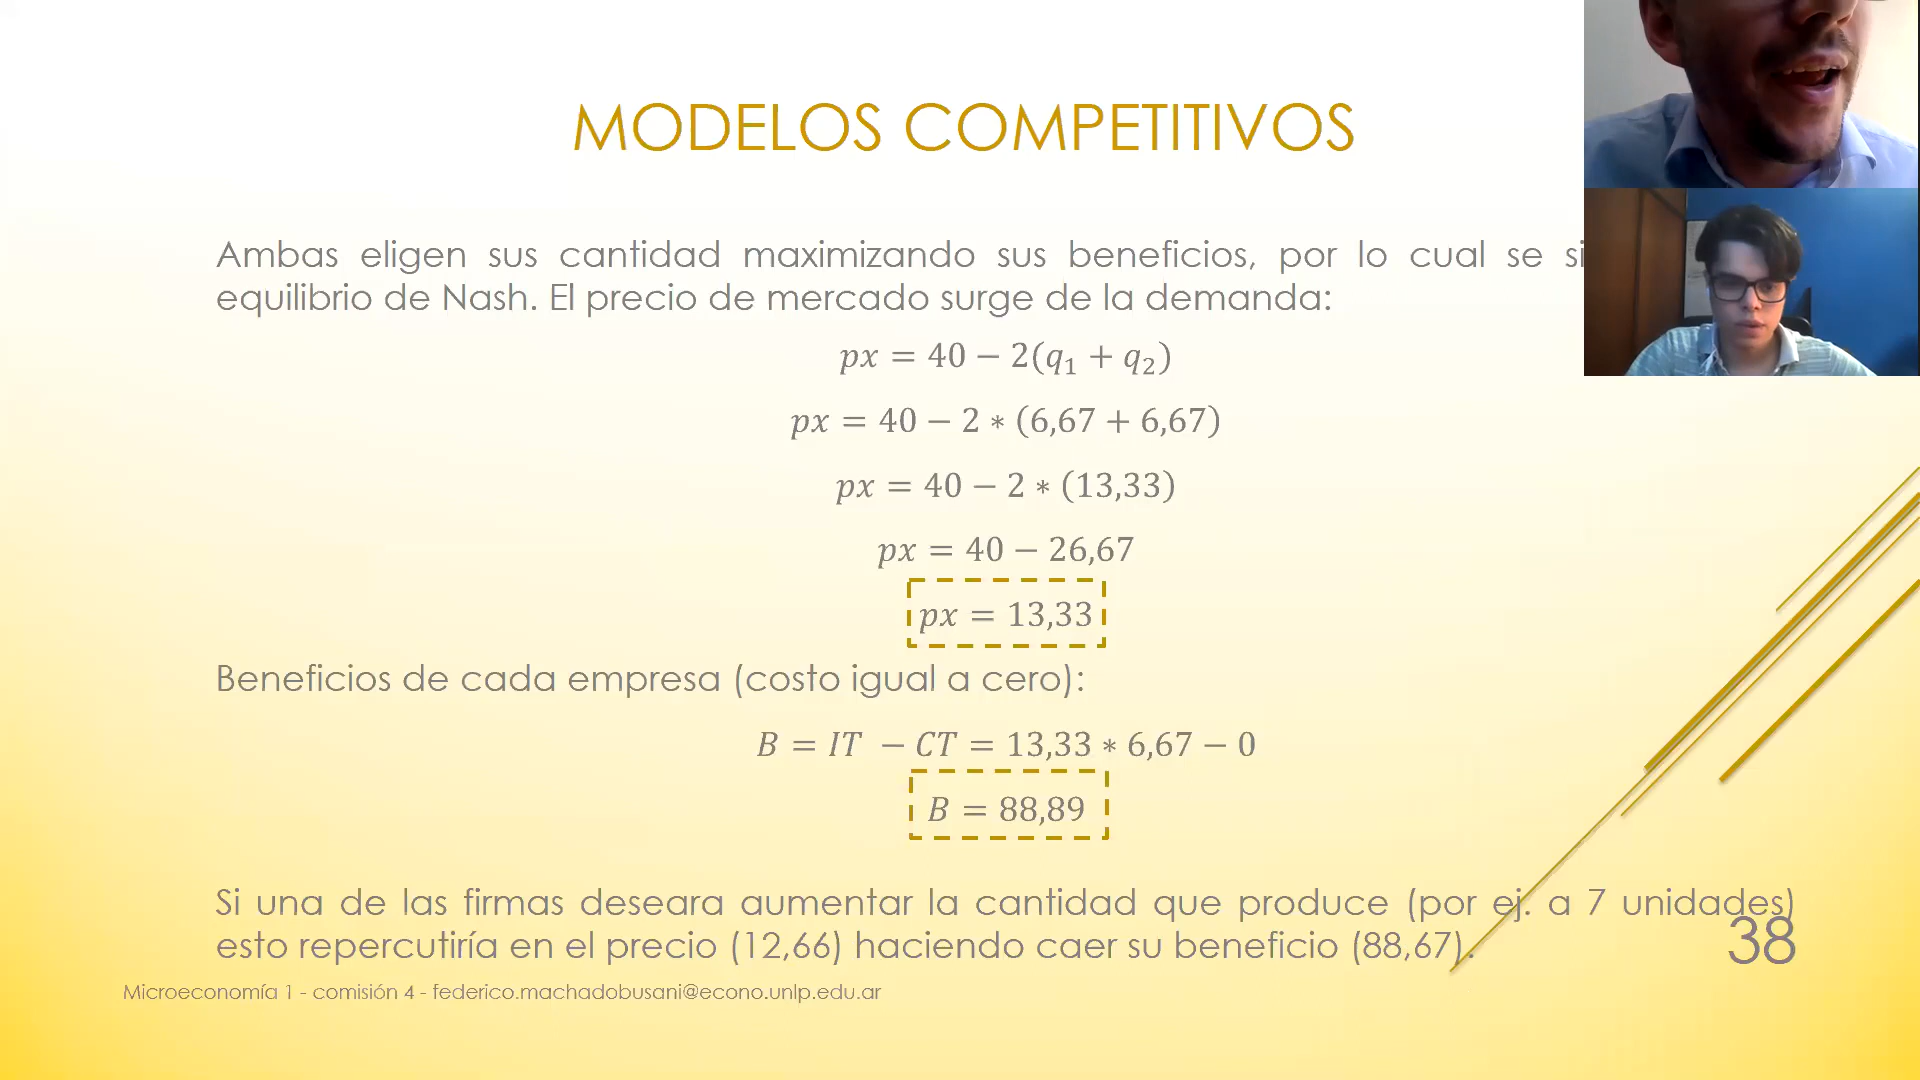 MODELOS COMPETITIVOS
Ambas eligen sus cantidad maximizando sus beneficios, por lo cual se
equilibrio de Nash. El precio de mercado surge de la demanda:
px = 40 − 2(q₁ + q₂)
px = 40 − 2 ∗ (6,67 + 6,67)
px = 40 − 2 ∗ (13,33)
px = 40 − 26,67
px = 13,33
Beneficios de cada empresa (costo igual a cero):
B = IT − CT = 13,33 ∗ 6,67 − 0
B = 88,89
Si una de las firmas deseara aumentar la cantidad que produce (por ej. a 7 unidades)
esto repercutiría en el precio (12,66) haciendo caer su beneficio (88,67).
38
Microeconomía 1 - comisión 4 - federico.machadobusani@econo.unlp.edu.ar